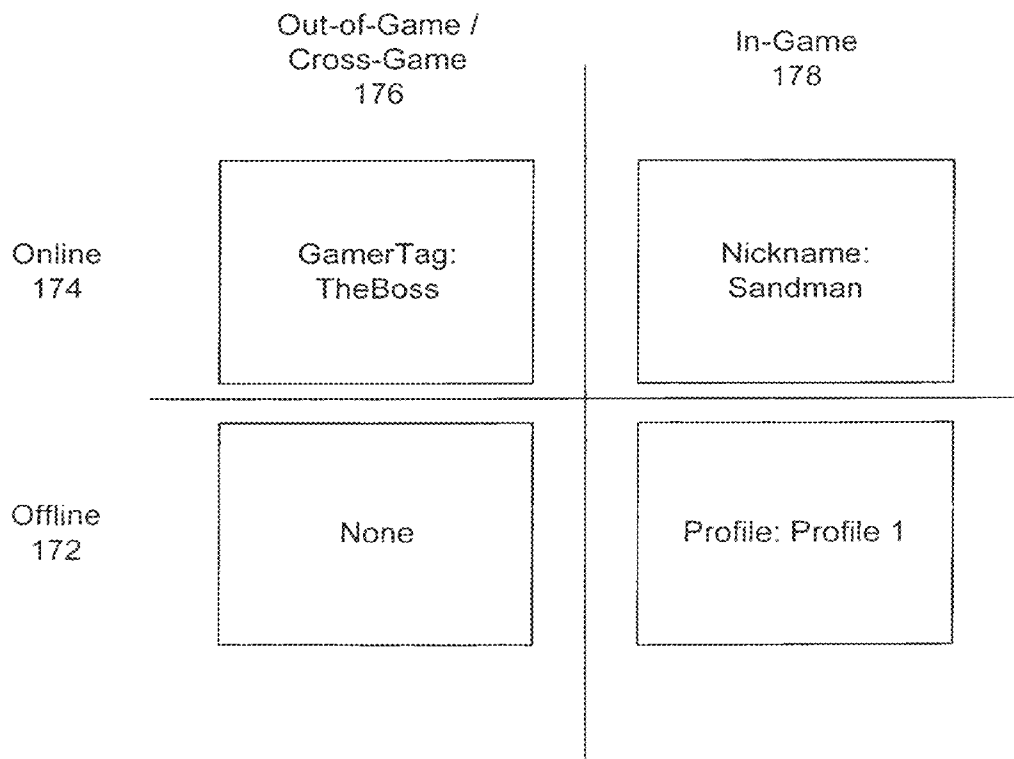 Out-of-Game /
Cross-Game
176
In-Game
178
Online
174
GamerTag:
TheBoss
Nickname:
Sandman
Offline
172
None
Profile: Profile 1